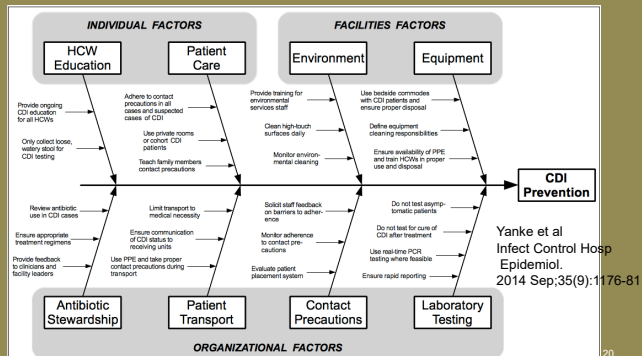 INDIVIDUAL FACTORS
FACILITIES FACTORS
HCW
Education
Patient
Care
Environment
Equipment
Provide ongoing
CDI education
for all HCWs
Only collect loose,
watery stool for
CDI testing
Adhere to contact
precautions in all
cases and suspected
cases of CDI
Use private rooms
or cohort CDI
patients
Teach family members
contact precautions
Provide training for
environmental
services staff
Clean high-touch
surfaces daily
Monitor environ-
mental cleaning
Use bedside commodes
with CDI patients and
ensure proper disposal
Define equipment
cleaning responsibilities
Ensure availability of PPE
and train HCWs in proper
use and disposal
CDI
Prevention
Review antibiotic
use in CDI cases
Ensure appropriate
treatment regimens
Provide feedback
to clinicians and
facility leaders
Limit transport to
medical necessity
Ensure communication
of CDI status to
receiving units
Use PPE and take proper
contact precautions during
transport
Solicit staff feedback
on barriers to adher-
ence
Monitor adherence
to contact pre-
cautions
Evaluate patient
placement system
Do not test asymp-
tomatic patients
Do not test for cure of
CDI after treatment
Use real-time PCR
testing where feasible
Ensure rapid reporting
Antibiotic
Stewardship
Patient
Transport
Contact
Precautions
Laboratory
Testing
ORGANIZATIONAL FACTORS
Yanke et al
Infect Control Hosp
Epidemiol.
2014 Sep;35(9):1176-81
20